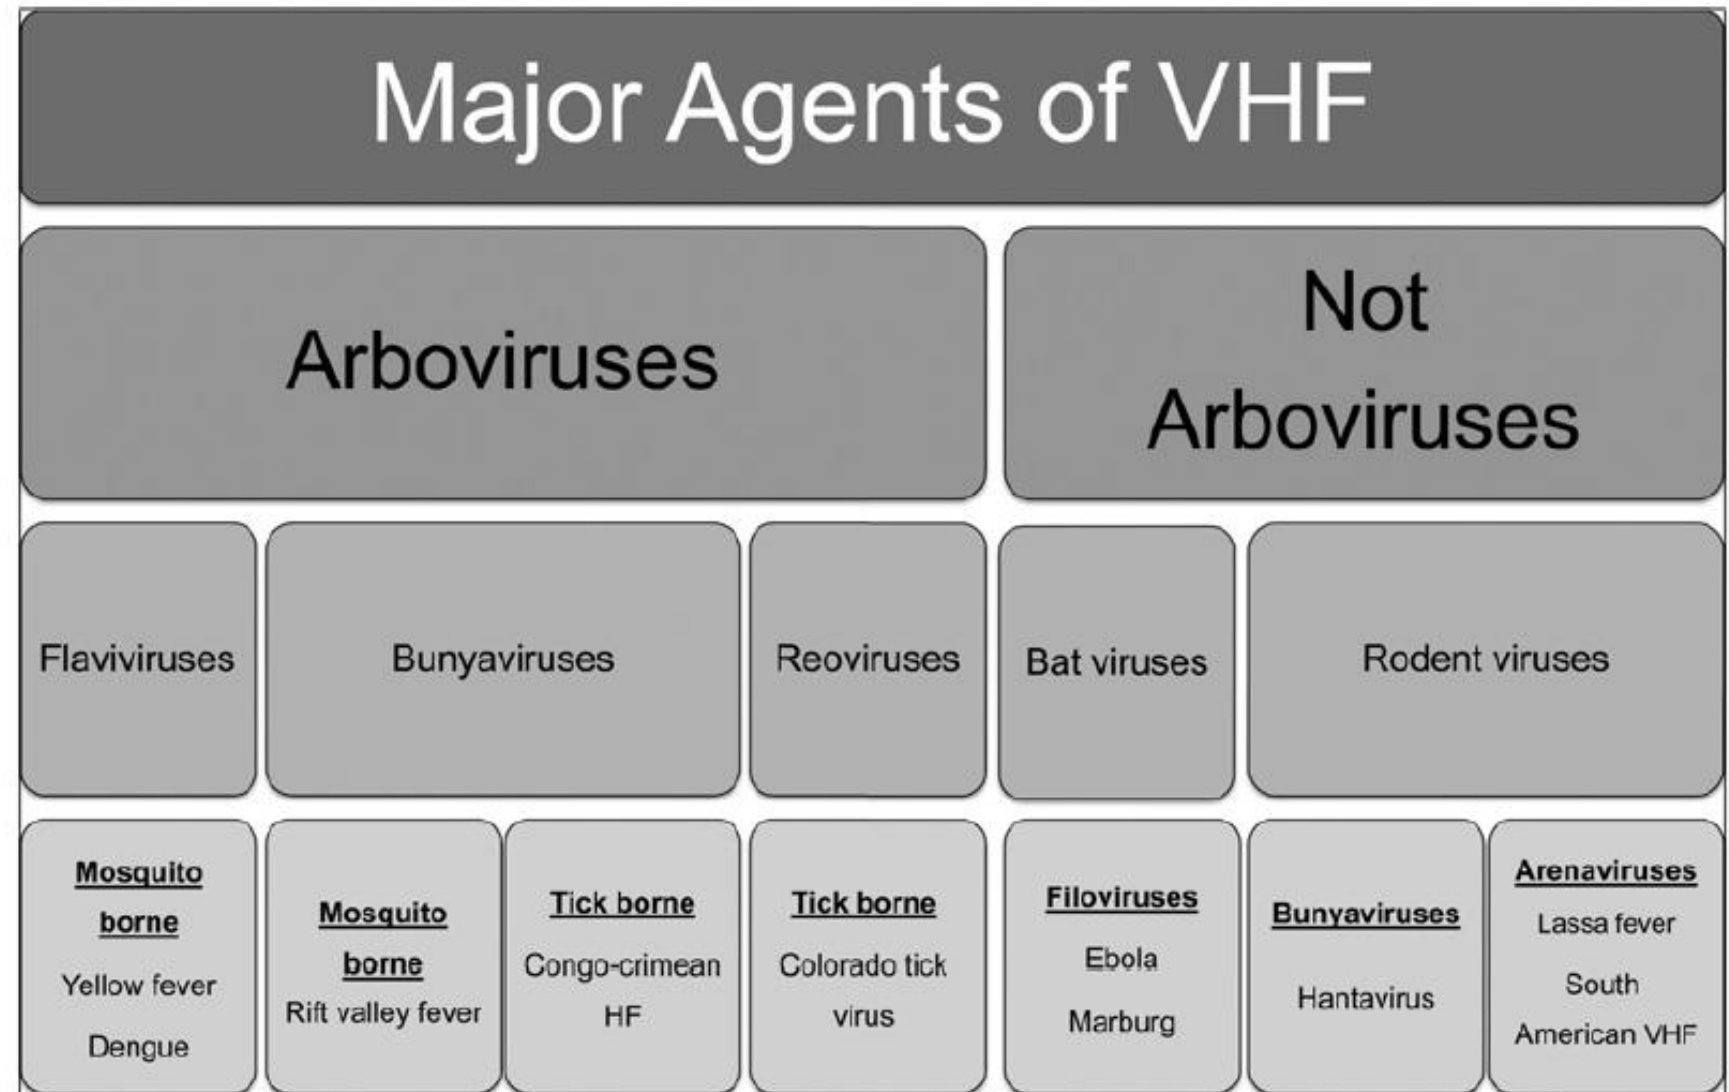 Major Agents of VHF
Arboviruses
Not
Arboviruses
Flaviviruses
Bunyaviruses
Reoviruses
Bat viruses
Rodent viruses
Mosquito
borne
Yellow fever
Dengue
Mosquito
borne
Rift valley fever
Tick borne
Congo-crimean
HF
Tick borne
Colorado tick
virus
Filoviruses
Ebola
Marburg
Bunyaviruses
Hantavirus
Arenaviruses
Lassa fever
South
American VHF